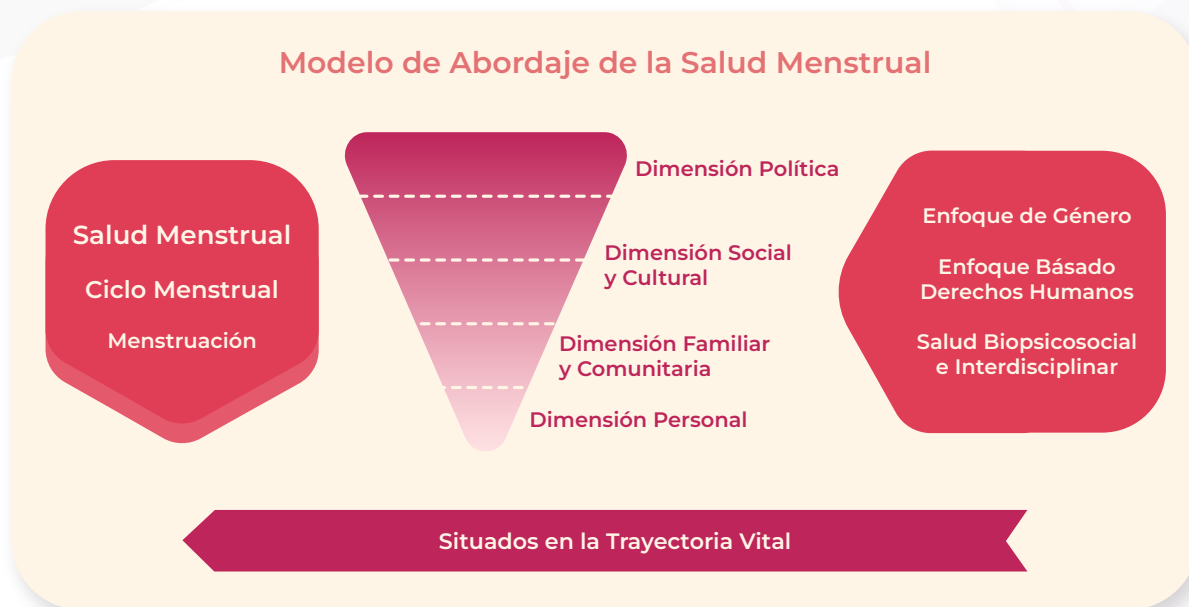 Modelo de Abordaje de la Salud Menstrual
Salud Menstrual
Ciclo Menstrual
Menstruación
Dimensión Política
Dimensión Social
y Cultural
Dimensión Familiar
y Comunitaria
Dimensión Personal
Enfoque de Género
Enfoque Básado
Derechos Humanos
Salud Biopsicosocial
e Interdisciplinar
Situados en la Trayectoria Vital